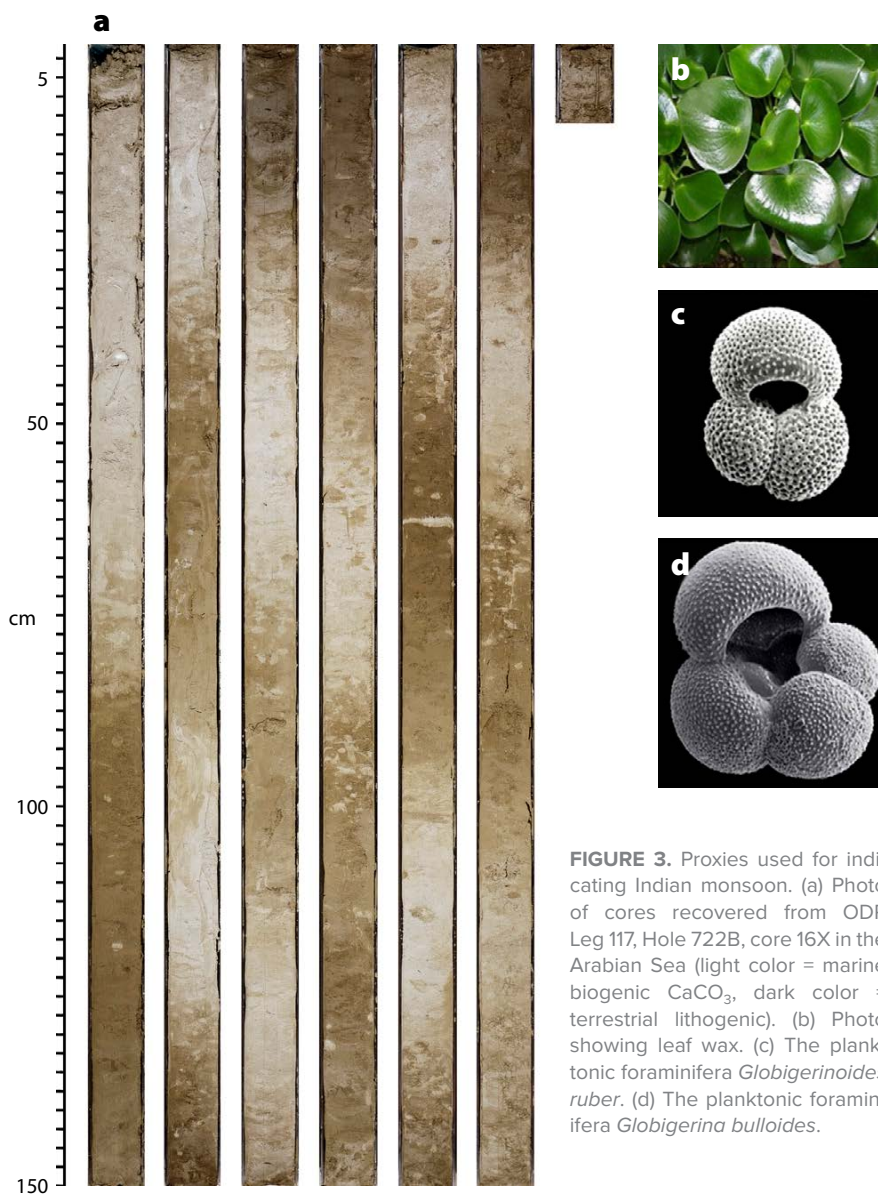 a
5
50
cm
100
150
b
c
d
FIGURE 3. Proxies used for indi
cating Indian monsoon. (a) Photo
of cores recovered from ODP
Leg 117, Hole 722B, core 16X in the
Arabian Sea (light color = marine
biogenic CaCO₃, dark color =
terrestrial lithogenic). (b) Photo
showing leaf wax. (c) The plank
tonic foraminifera Globigerinoides
ruber. (d) The planktonic foramin
ifera Globigerina bulloides.